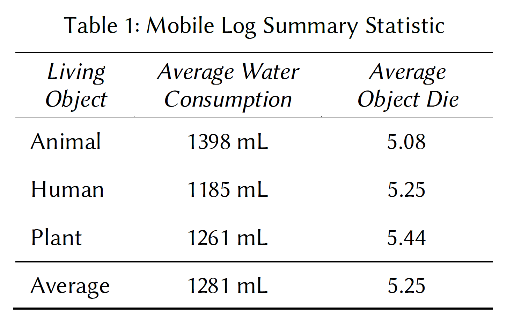 Table 1: Mobile Log Summary Statistic
Living Object Average Water Consumption Average Object Die
Animal 1398 mL 5.08
Human 1185 mL 5.25
Plant 1261 mL 5.44
Average 1281 mL 5.25